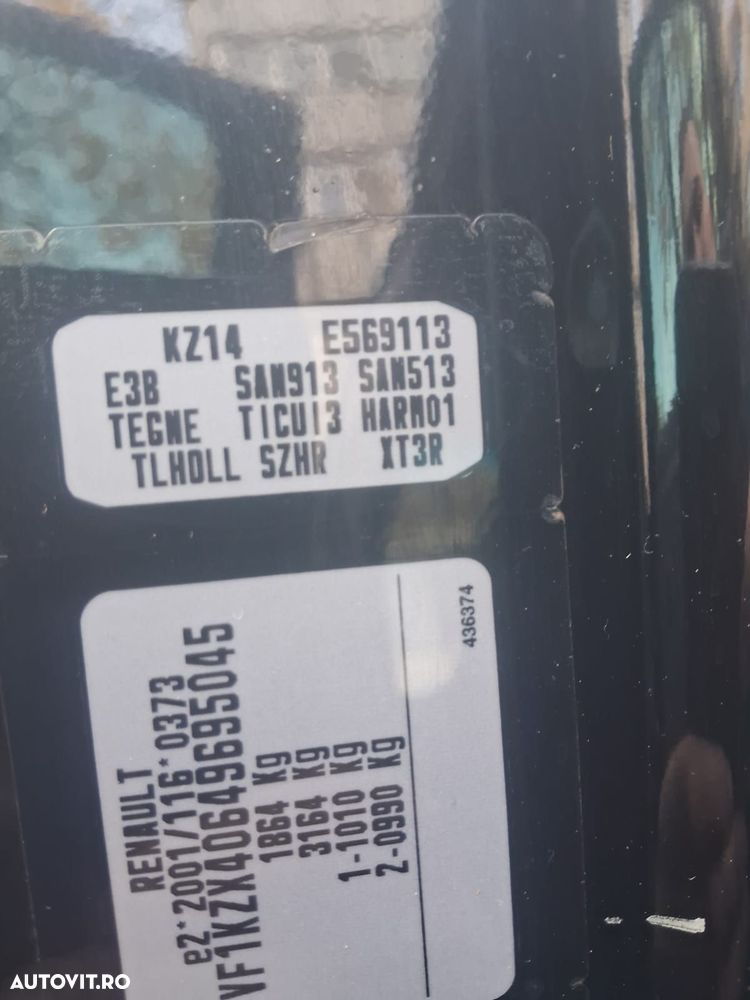 KZ14 E569113
E3B SAN913 SAN513
TEGNE TICUI3 HARM01
TLHOLL SZHR XT3R
436374
RENAULT
e2*2001/116*0373
VF1KZX40649695045
1864 Kg
3164 Kg
1-1010 Kg
2-0990 Kg
AUTOVIT.RO